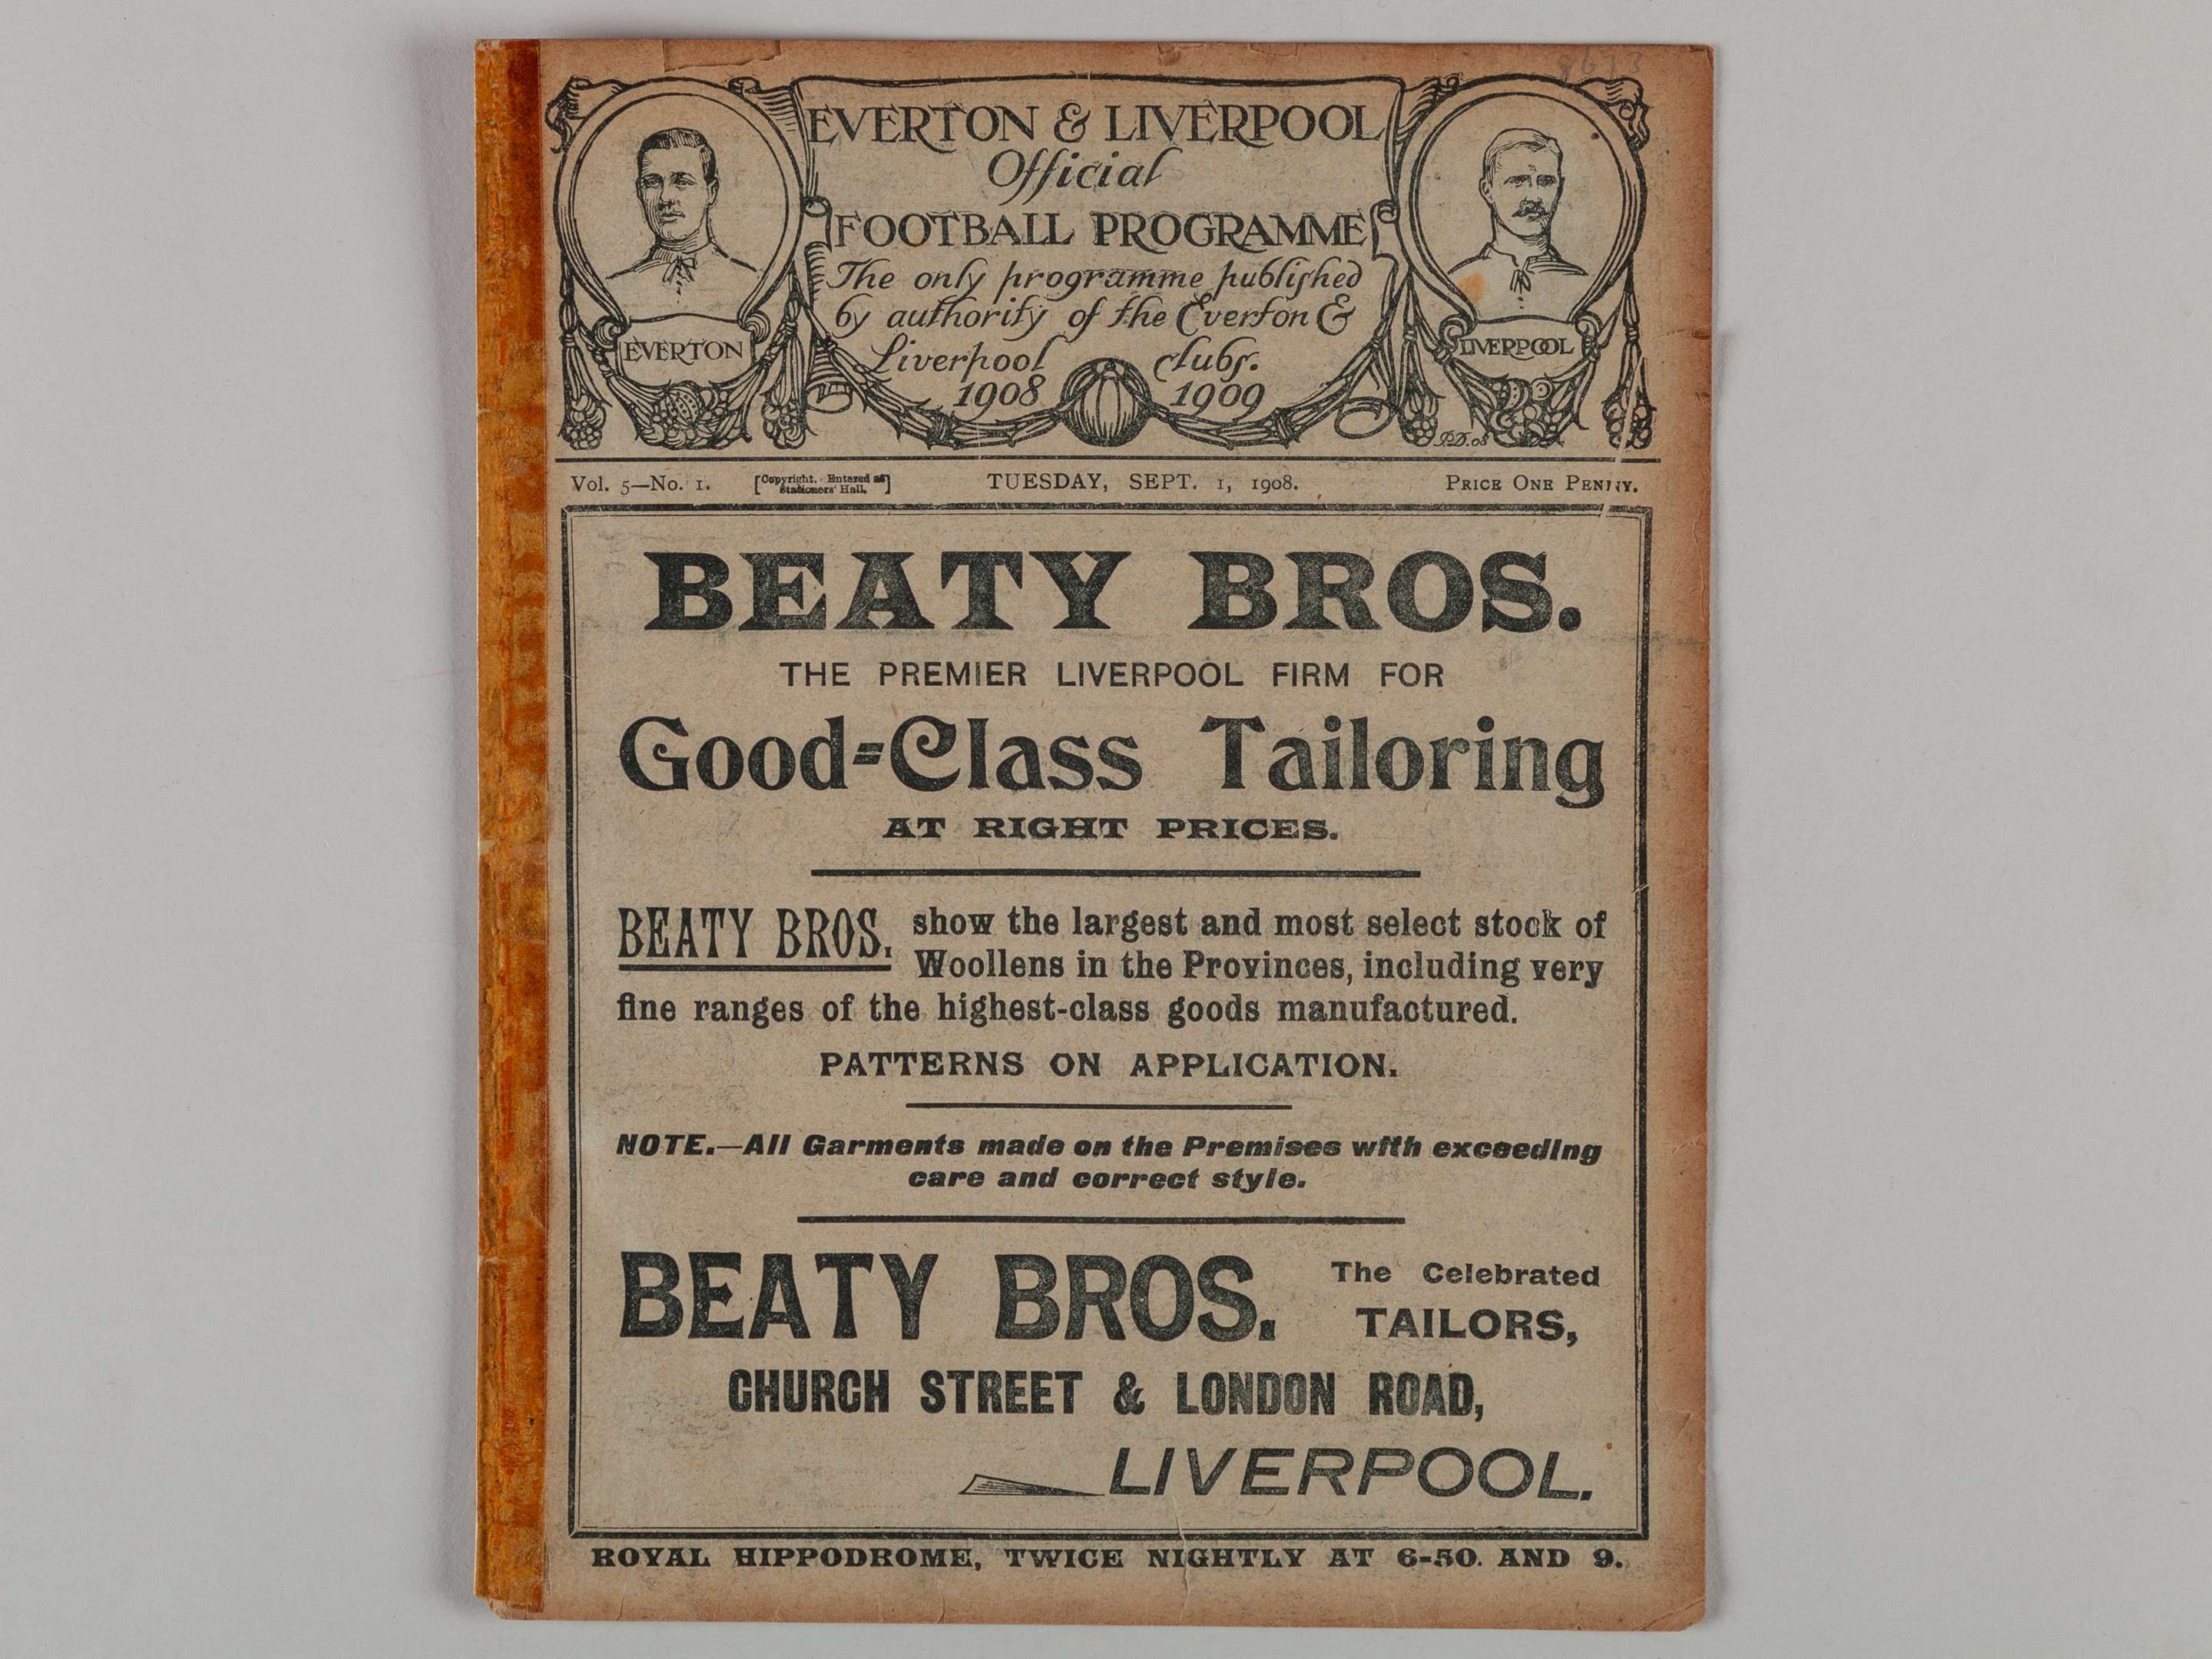 8673
EVERTON & LIVERPOOL
Official
FOOTBALL PROGRAMME
The only programme published
by authority of the Everton &
Liverpool Clubs.
1908 1909
EVERTON
LIVERPOOL
Vol. 5—No. 1.
[Copyright. Entered at
Stationers' Hall.]
TUESDAY, SEPT. 1, 1908.
PRICE ONE PENNY.
BEATY BROS.
THE PREMIER LIVERPOOL FIRM FOR
Good-Class Tailoring
AT RIGHT PRICES.
BEATY BROS. show the largest and most select stock of
Woollens in the Provinces, including very
fine ranges of the highest-class goods manufactured.
PATTERNS ON APPLICATION.
NOTE.—All Garments made on the Premises with exceeding
care and correct style.
BEATY BROS. The Celebrated
TAILORS,
CHURCH STREET & LONDON ROAD,
LIVERPOOL.
ROYAL HIPPODROME, TWICE NIGHTLY AT 6-50. AND 9.